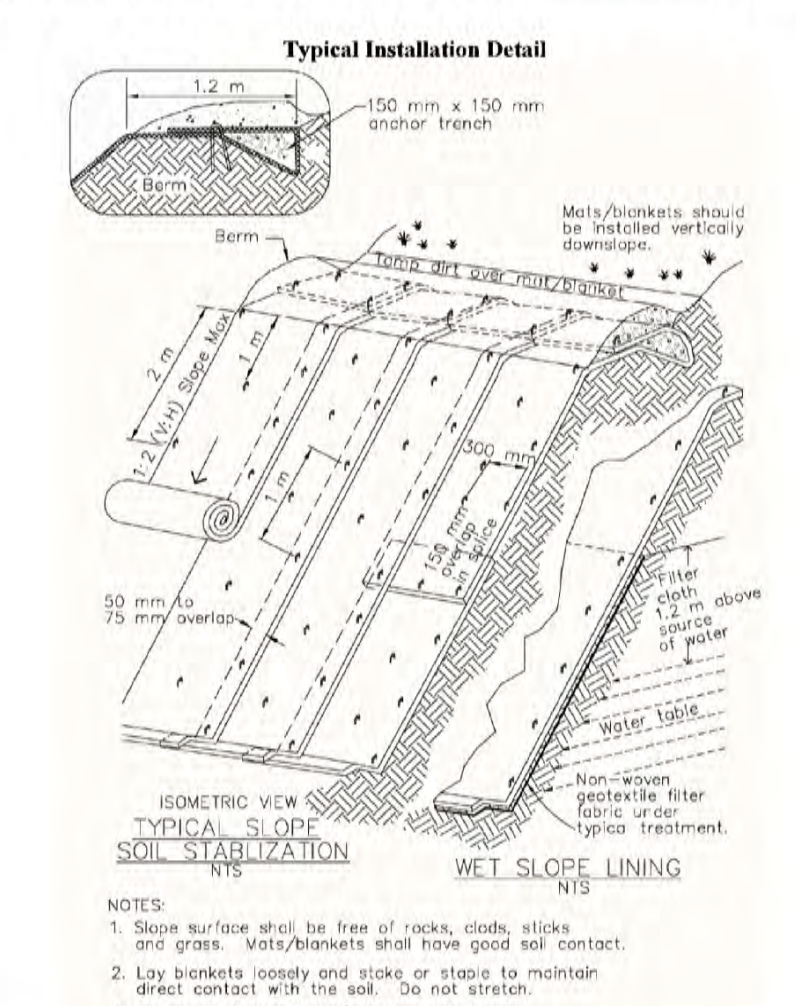 Typical Installation Detail
1.2 m
150 mm x 150 mm
anchor trench
Berm
Mats/blankets should
be installed vertically
downslope.
Berm
Tamp dirt over mat/blanket
2 m
1:2 (V:H) Slope Max
1 m
300 mm
1 m
150 mm
overlap
in splice
50 mm to
75 mm overlap
Filter
cloth
1.2 m above
source
of water
Water table
Non-woven
geotextile filter
fabric under
typica treatment.
ISOMETRIC VIEW
TYPICAL SLOPE
SOIL STABLIZATION
NTS
WET SLOPE LINING
NTS
NOTES:
1. Slope surface shall be free of rocks, clods, sticks
and grass. Mats/blankets shall have good soil contact.
2. Lay blankets loosely and stake or staple to maintain
direct contact with the soil. Do not stretch.